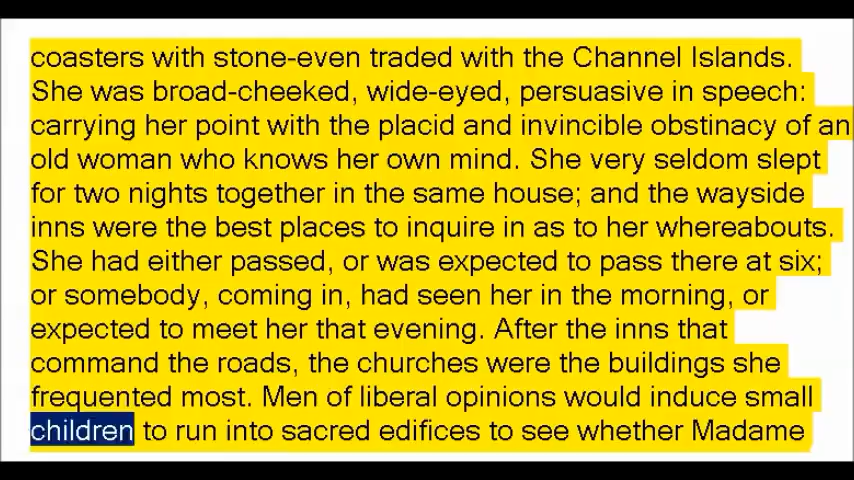 coasters with stone-even traded with the Channel Islands.
She was broad-cheeked, wide-eyed, persuasive in speech:
carrying her point with the placid and invincible obstinacy of an
old woman who knows her own mind. She very seldom slept
for two nights together in the same house; and the wayside
inns were the best places to inquire in as to her whereabouts.
She had either passed, or was expected to pass there at six;
or somebody, coming in, had seen her in the morning, or
expected to meet her that evening. After the inns that
command the roads, the churches were the buildings she
frequented most. Men of liberal opinions would induce small
children to run into sacred edifices to see whether Madame